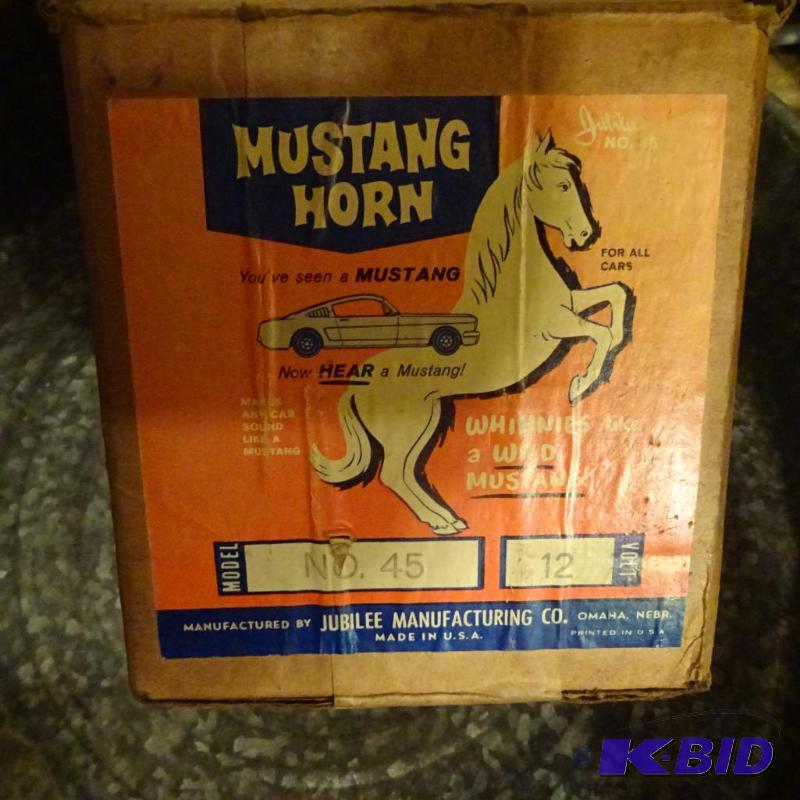 MUSTANG
HORN
Jubilee
NO. 45
You've seen a MUSTANG
FOR ALL
CARS
Now HEAR a Mustang!
MAKES
ANY CAR
SOUND
LIKE A
MUSTANG
WHINNIES like
a WILD
MUSTANG!
MODEL
NO. 45
12
VOLT
MANUFACTURED BY JUBILEE MANUFACTURING CO. OMAHA, NEBR.
MADE IN U.S.A.
PRINTED IN U S A
K-BID